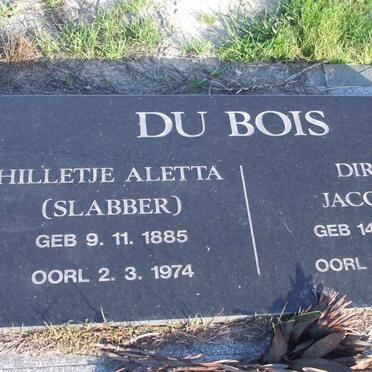 DU BOIS
HILLETJE ALETTA
(SLABBER)
GEB 9. 11. 1885
OORL 2. 3. 1974
DIR
JACO
GEB 14
OORL